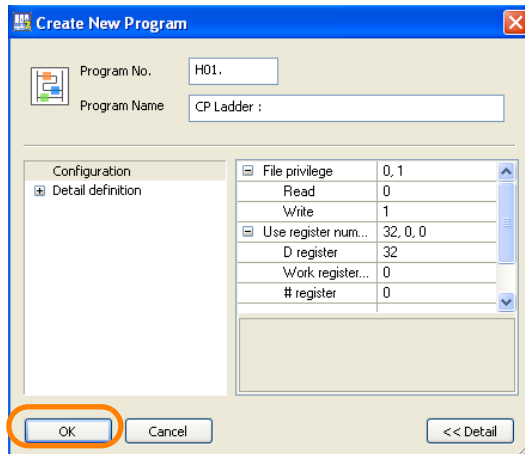 Create New Program
Program No. H01.
Program Name CP Ladder :
Configuration
Detail definition
File privilege 0, 1
Read 0
Write 1
Use register num... 32, 0, 0
D register 32
Work register... 0
# register 0
OK Cancel << Detail